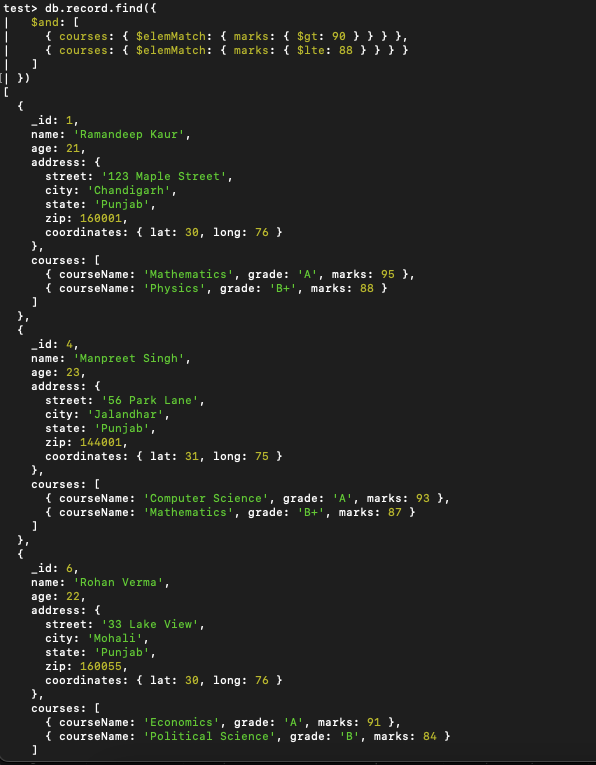 test> db.record.find({
|   $and: [
|     { courses: { $elemMatch: { marks: { $gt: 90 } } } },
|     { courses: { $elemMatch: { marks: { $lte: 88 } } } }
|   ]
[| })
[
  {
    _id: 1,
    name: 'Ramandeep Kaur',
    age: 21,
    address: {
      street: '123 Maple Street',
      city: 'Chandigarh',
      state: 'Punjab',
      zip: 160001,
      coordinates: { lat: 30, long: 76 }
    },
    courses: [
      { courseName: 'Mathematics', grade: 'A', marks: 95 },
      { courseName: 'Physics', grade: 'B+', marks: 88 }
    ]
  },
  {
    _id: 4,
    name: 'Manpreet Singh',
    age: 23,
    address: {
      street: '56 Park Lane',
      city: 'Jalandhar',
      state: 'Punjab',
      zip: 144001,
      coordinates: { lat: 31, long: 75 }
    },
    courses: [
      { courseName: 'Computer Science', grade: 'A', marks: 93 },
      { courseName: 'Mathematics', grade: 'B+', marks: 87 }
    ]
  },
  {
    _id: 6,
    name: 'Rohan Verma',
    age: 22,
    address: {
      street: '33 Lake View',
      city: 'Mohali',
      state: 'Punjab',
      zip: 160055,
      coordinates: { lat: 30, long: 76 }
    },
    courses: [
      { courseName: 'Economics', grade: 'A', marks: 91 },
      { courseName: 'Political Science', grade: 'B', marks: 84 }
    ]